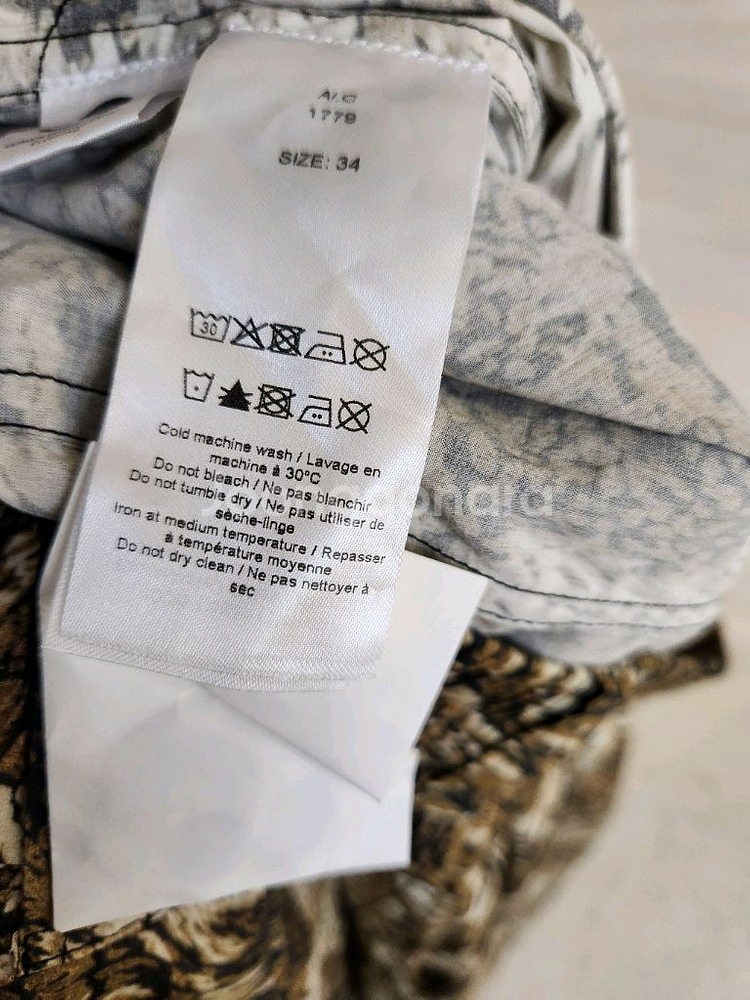 1779
SIZE: 34
30
Cold machine wash / Lavage en
machine à 30°C
Do not bleach / Ne pas blanchir
Do not tumble dry / Ne pas utiliser de
sèche-linge
Iron at medium temperature / Repasser
à température moyenne
Do not dry clean / Ne pas nettoyer à
sec